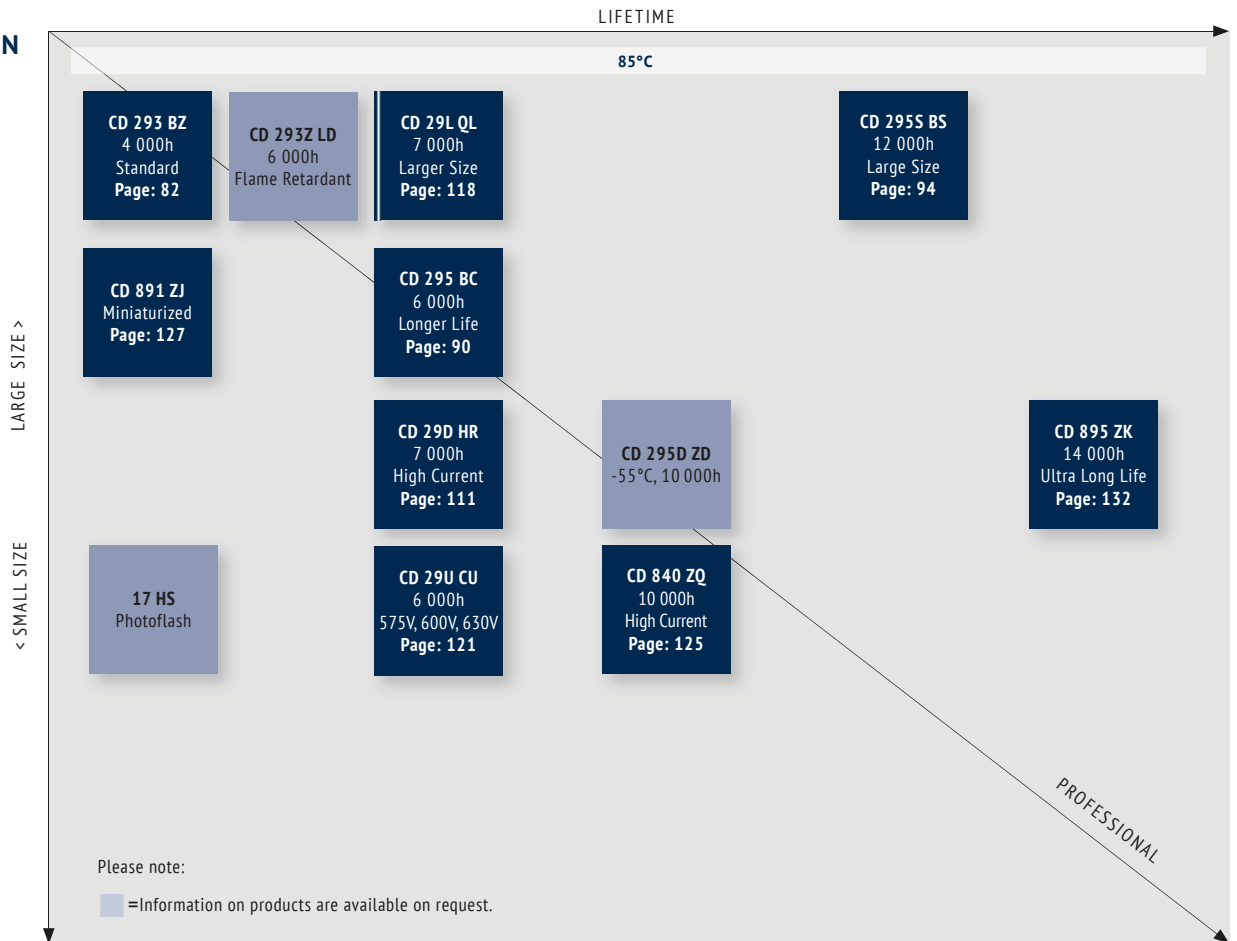 LIFETIME
N
85°C
CD 293 BZ
4 000h
Standard
Page: 82
CD 293Z LD
6 000h
Flame Retardant
CD 29L QL
7 000h
Larger Size
Page: 118
CD 295S BS
12 000h
Large Size
Page: 94
CD 891 ZJ
Miniaturized
Page: 127
CD 295 BC
6 000h
Longer Life
Page: 90
LARGE SIZE >
CD 29D HR
7 000h
High Current
Page: 111
CD 295D ZD
-55°C, 10 000h
CD 895 ZK
14 000h
Ultra Long Life
Page: 132
< SMALL SIZE
17 HS
Photoflash
CD 29U CU
6 000h
575V, 600V, 630V
Page: 121
CD 840 ZQ
10 000h
High Current
Page: 125
PROFESSIONAL
Please note:
=Information on products are available on request.